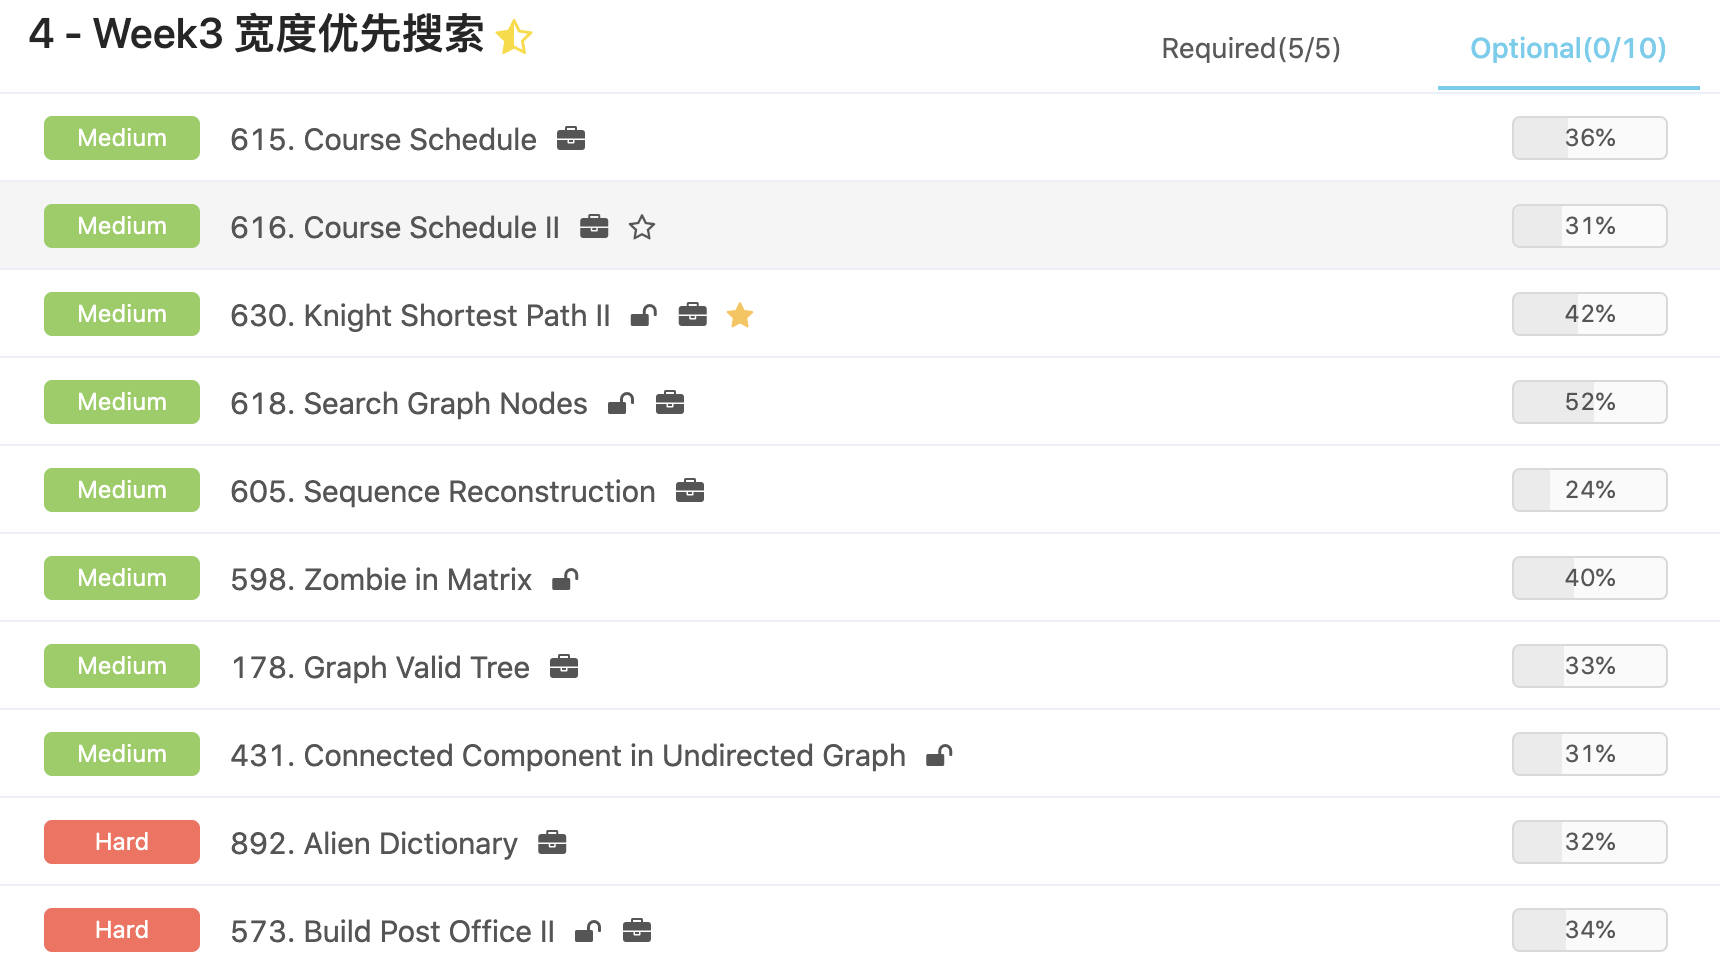 4 - Week3 宽度优先搜索
Required(5/5) Optional(0/10)
Medium 615. Course Schedule 36%
Medium 616. Course Schedule II 31%
Medium 630. Knight Shortest Path II 42%
Medium 618. Search Graph Nodes 52%
Medium 605. Sequence Reconstruction 24%
Medium 598. Zombie in Matrix 40%
Medium 178. Graph Valid Tree 33%
Medium 431. Connected Component in Undirected Graph 31%
Hard 892. Alien Dictionary 32%
Hard 573. Build Post Office II 34%